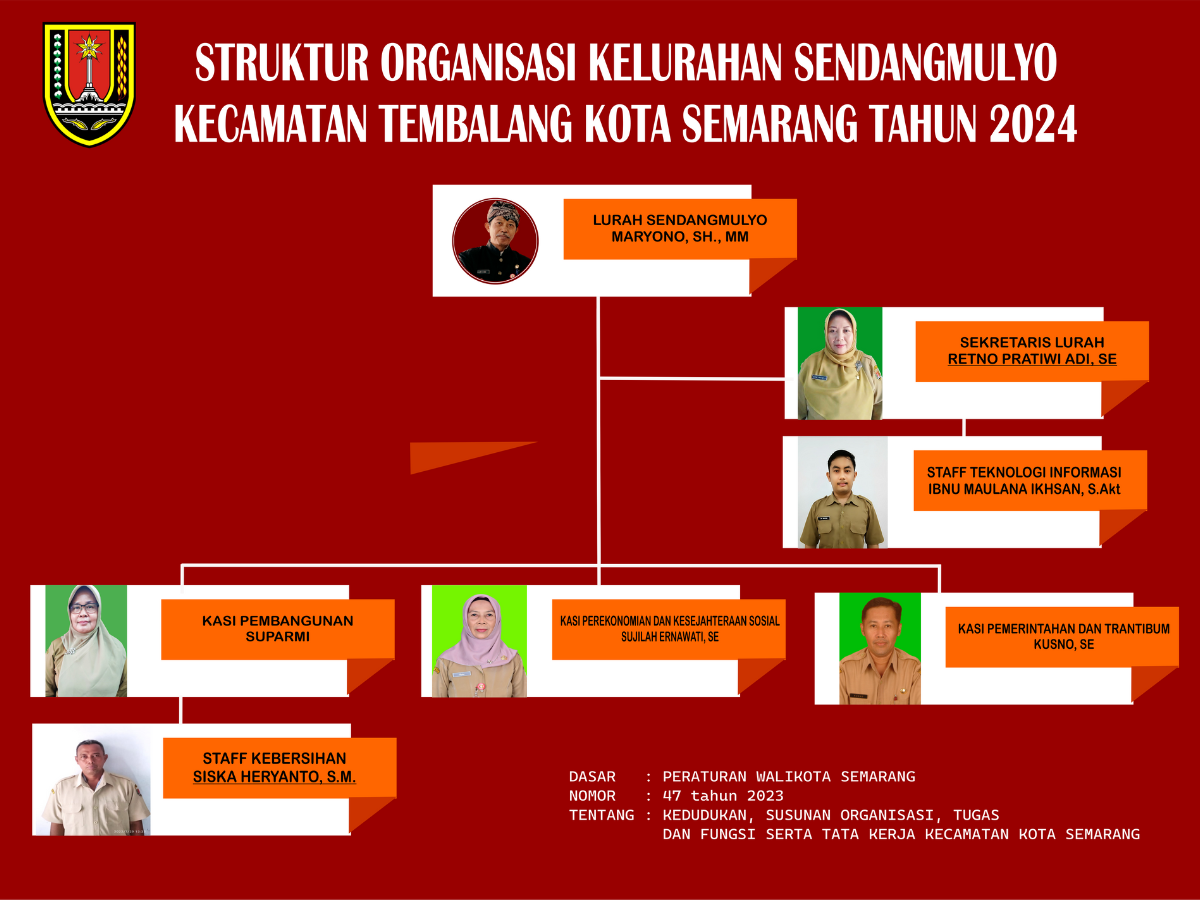 STRUKTUR ORGANISASI KELURAHAN SENDANGMULYO
KECAMATAN TEMBALANG KOTA SEMARANG TAHUN 2024
LURAH SENDANGMULYO
MARYONO, SH., MM
SEKRETARIS LURAH
RETNO PRATIWI ADI, SE
STAFF TEKNOLOGI INFORMASI
IBNU MAULANA IKHSAN, S.Akt
KASI PEMBANGUNAN
SUPARMI
KASI PEREKONOMIAN DAN KESEJAHTERAAN SOSIAL
SUJILAH ERNAWATI, SE
KASI PEMERINTAHAN DAN TRANTIBUM
KUSNO, SE
STAFF KEBERSIHAN
SISKA HERYANTO, S.M.
DASAR : PERATURAN WALIKOTA SEMARANG
NOMOR : 47 tahun 2023
TENTANG : KEDUDUKAN, SUSUNAN ORGANISASI, TUGAS
DAN FUNGSI SERTA TATA KERJA KECAMATAN KOTA SEMARANG